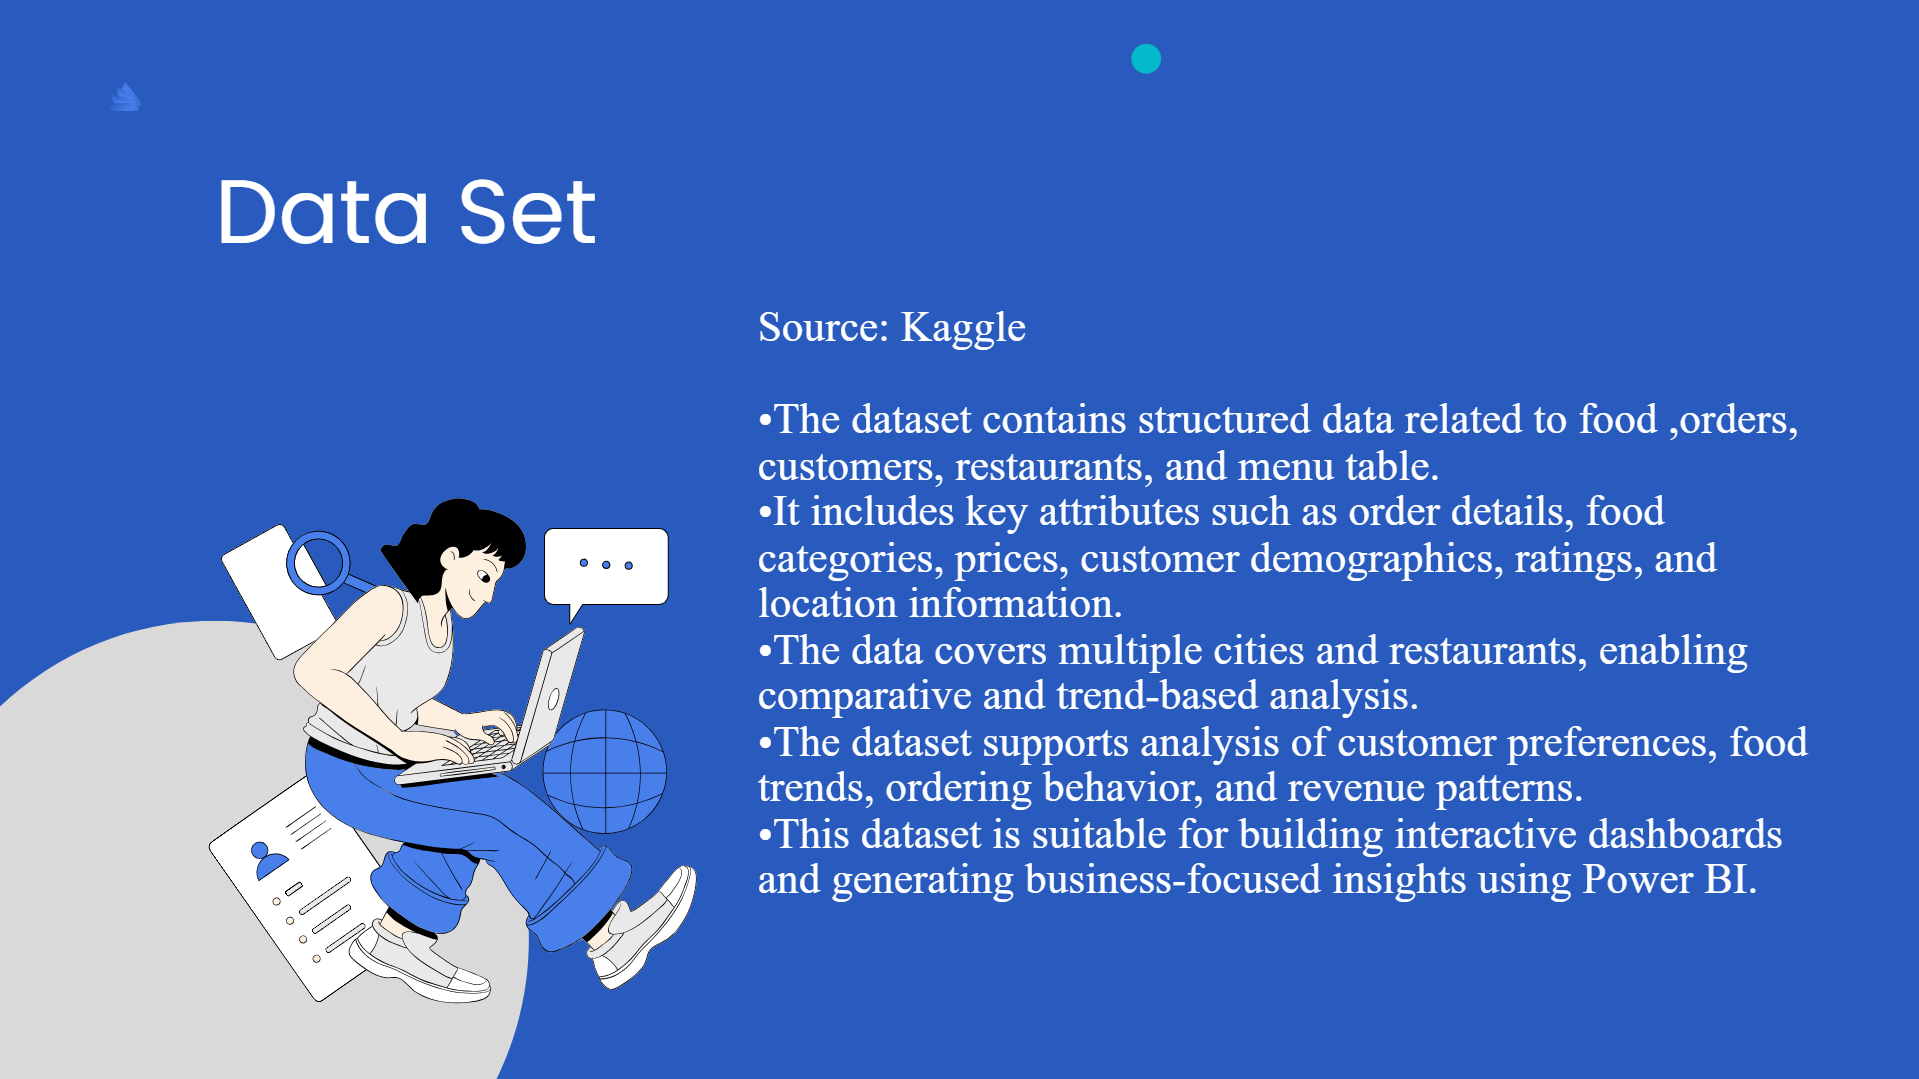 Data Set
Source: Kaggle
•The dataset contains structured data related to food ,orders,
customers, restaurants, and menu table.
•It includes key attributes such as order details, food
categories, prices, customer demographics, ratings, and
location information.
•The data covers multiple cities and restaurants, enabling
comparative and trend-based analysis.
•The dataset supports analysis of customer preferences, food
trends, ordering behavior, and revenue patterns.
•This dataset is suitable for building interactive dashboards
and generating business-focused insights using Power BI.